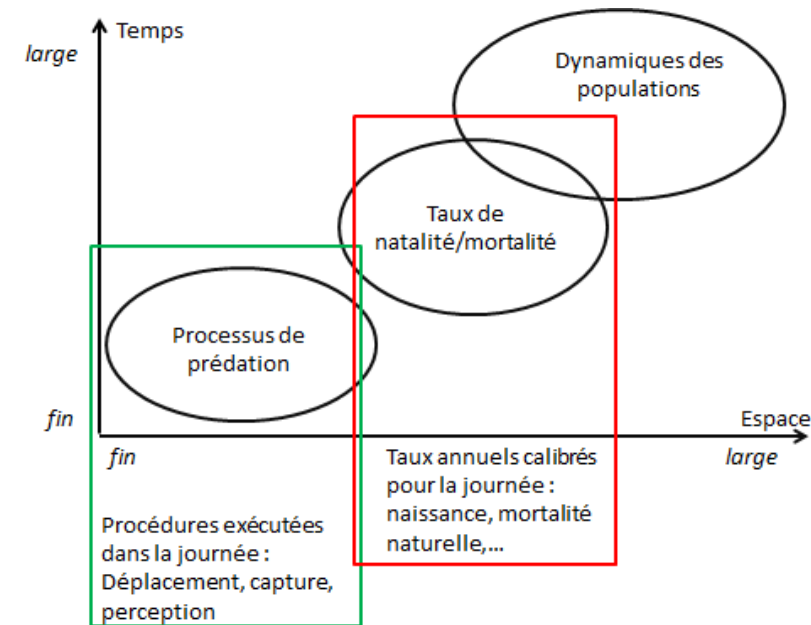 Temps
large
Dynamiques des
populations
Taux de
natalité/mortalité
Processus de
prédation
fin
Espace
fin
large
Taux annuels calibrés
pour la journée :
naissance, mortalité
naturelle,...
Procédures exécutées
dans la journée :
Déplacement, capture,
perception